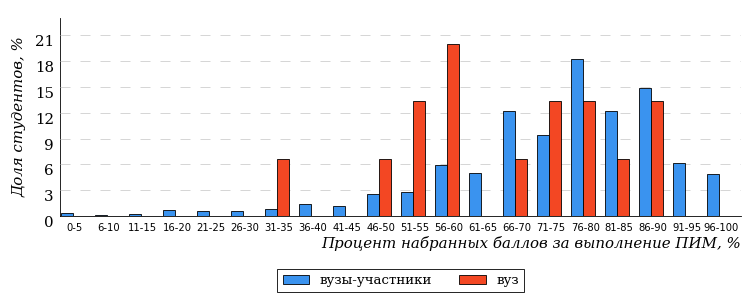 Доля студентов, %
21
18
15
12
9
6
3
0
0-5 6-10 11-15 16-20 21-25 26-30 31-35 36-40 41-45 46-50 51-55 56-60 61-65 66-70 71-75 76-80 81-85 86-90 91-95 96-100
Процент набранных баллов за выполнение ПИМ, %
вузы-участники вуз